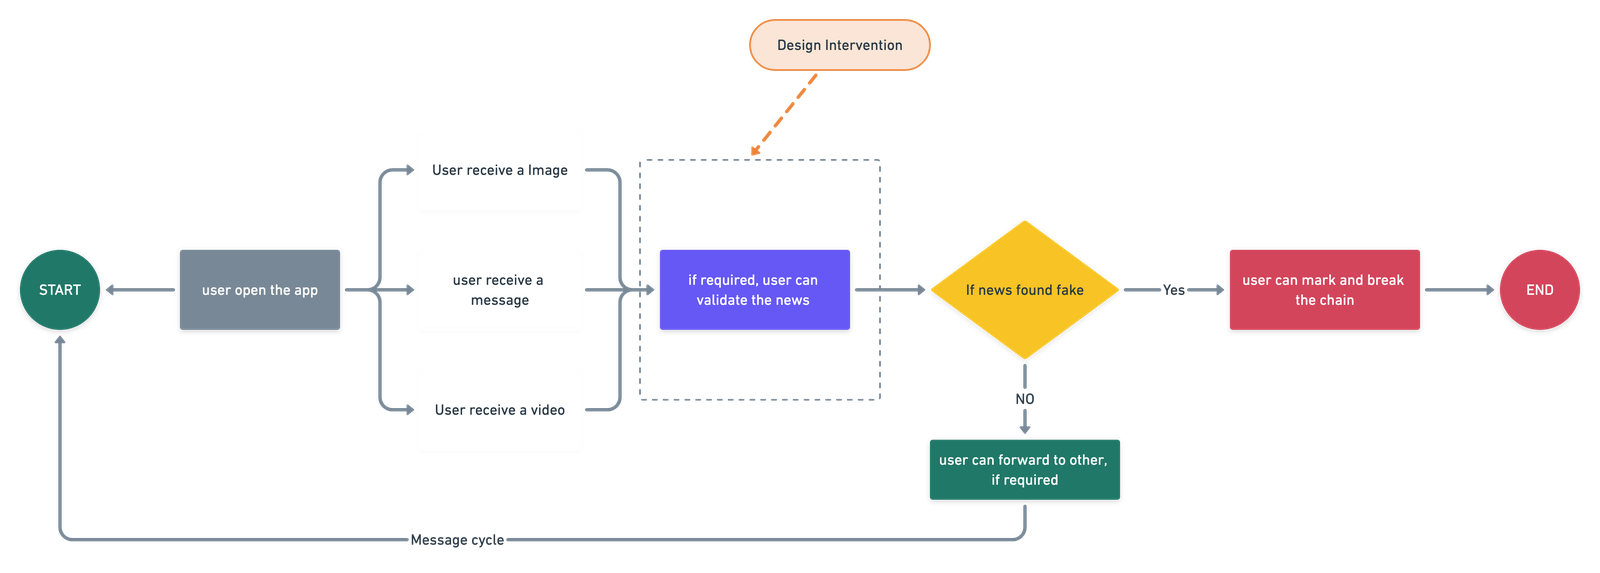 Design Intervention
User receive a Image
START
user open the app
user receive a
message
if required, user can
validate the news
If news found fake
Yes
user can mark and break
the chain
END
User receive a video
NO
user can forward to other,
if required
Message cycle